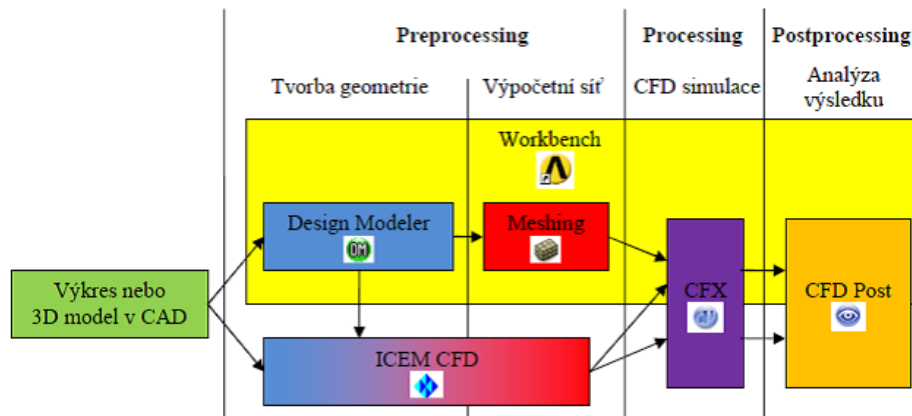 Preprocessing
Processing
Postprocessing
Tvorba geometrie
Výpočetní síť
CFD simulace
Analýza
výsledku
Workbench
Design Modeler
DM
Meshing
Výkres nebo
3D model v CAD
CFX
CFD Post
ICEM CFD